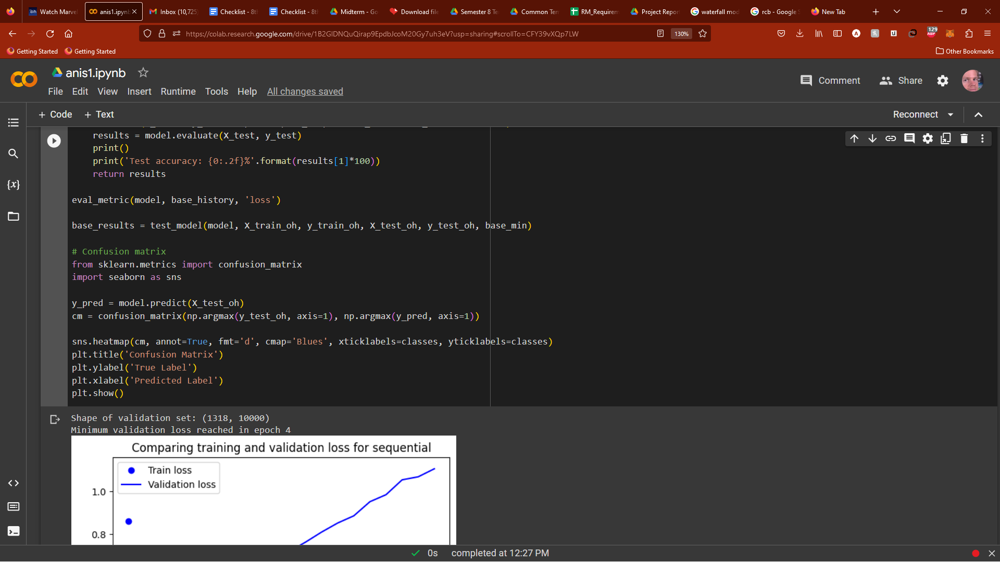 Watch Marvel
anis1.ipynb
Inbox (10,725
Checklist - 8th
Checklist - 8th
Midterm - Go
Download file
Semester 8 Te
Common Tem
RM_Requirem
Project Repor
waterfall mod
rcb - Google S
New Tab
https://colab.research.google.com/drive/1B2GlDNQuQirap9EpdbJcoM20Gy7uh3eV?usp=sharing#scrollTo=CFY39vXQp7LW
130%
129
ABP
Getting Started
Getting Started
Other Bookmarks
anis1.ipynb
Comment
Share
File Edit View Insert Runtime Tools Help All changes saved
+ Code + Text
Reconnect
results = model.evaluate(X_test, y_test)
print()
print('Test accuracy: {0:.2f}%'.format(results[1]*100))
return results
eval_metric(model, base_history, 'loss')
base_results = test_model(model, X_train_oh, y_train_oh, X_test_oh, y_test_oh, base_min)
# Confusion matrix
from sklearn.metrics import confusion_matrix
import seaborn as sns
y_pred = model.predict(X_test_oh)
cm = confusion_matrix(np.argmax(y_test_oh, axis=1), np.argmax(y_pred, axis=1))
sns.heatmap(cm, annot=True, fmt='d', cmap='Blues', xticklabels=classes, yticklabels=classes)
plt.title('Confusion Matrix')
plt.ylabel('True Label')
plt.xlabel('Predicted Label')
plt.show()
Shape of validation set: (1318, 10000)
Minimum validation loss reached in epoch 4
Comparing training and validation loss for sequential
Train loss
Validation loss
1.0
0.8
0s completed at 12:27 PM